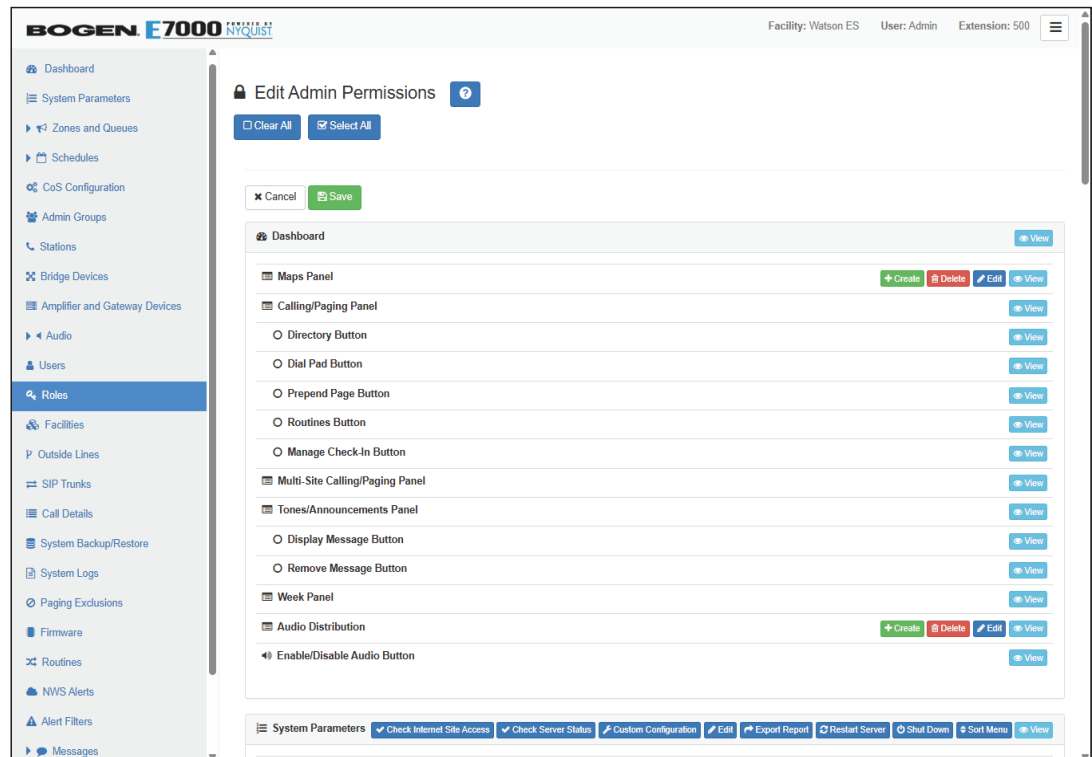 BOGEN. E7000 POWERED BY NYQUIST
Facility: Watson ES User: Admin Extension: 500
Dashboard
System Parameters
Zones and Queues
Schedules
CoS Configuration
Admin Groups
Stations
Bridge Devices
Amplifier and Gateway Devices
Audio
Users
Roles
Facilities
Outside Lines
SIP Trunks
Call Details
System Backup/Restore
System Logs
Paging Exclusions
Firmware
Routines
NWS Alerts
Alert Filters
Messages
Edit Admin Permissions
Clear All Select All
Cancel Save
Dashboard View
Maps Panel Create Delete Edit View
Calling/Paging Panel View
Directory Button View
Dial Pad Button View
Prepend Page Button View
Routines Button View
Manage Check-In Button View
Multi-Site Calling/Paging Panel View
Tones/Announcements Panel View
Display Message Button View
Remove Message Button View
Week Panel View
Audio Distribution Create Delete Edit View
Enable/Disable Audio Button View
System Parameters Check Internet Site Access Check Server Status Custom Configuration Edit Export Report Restart Server Shut Down Sort Menu View